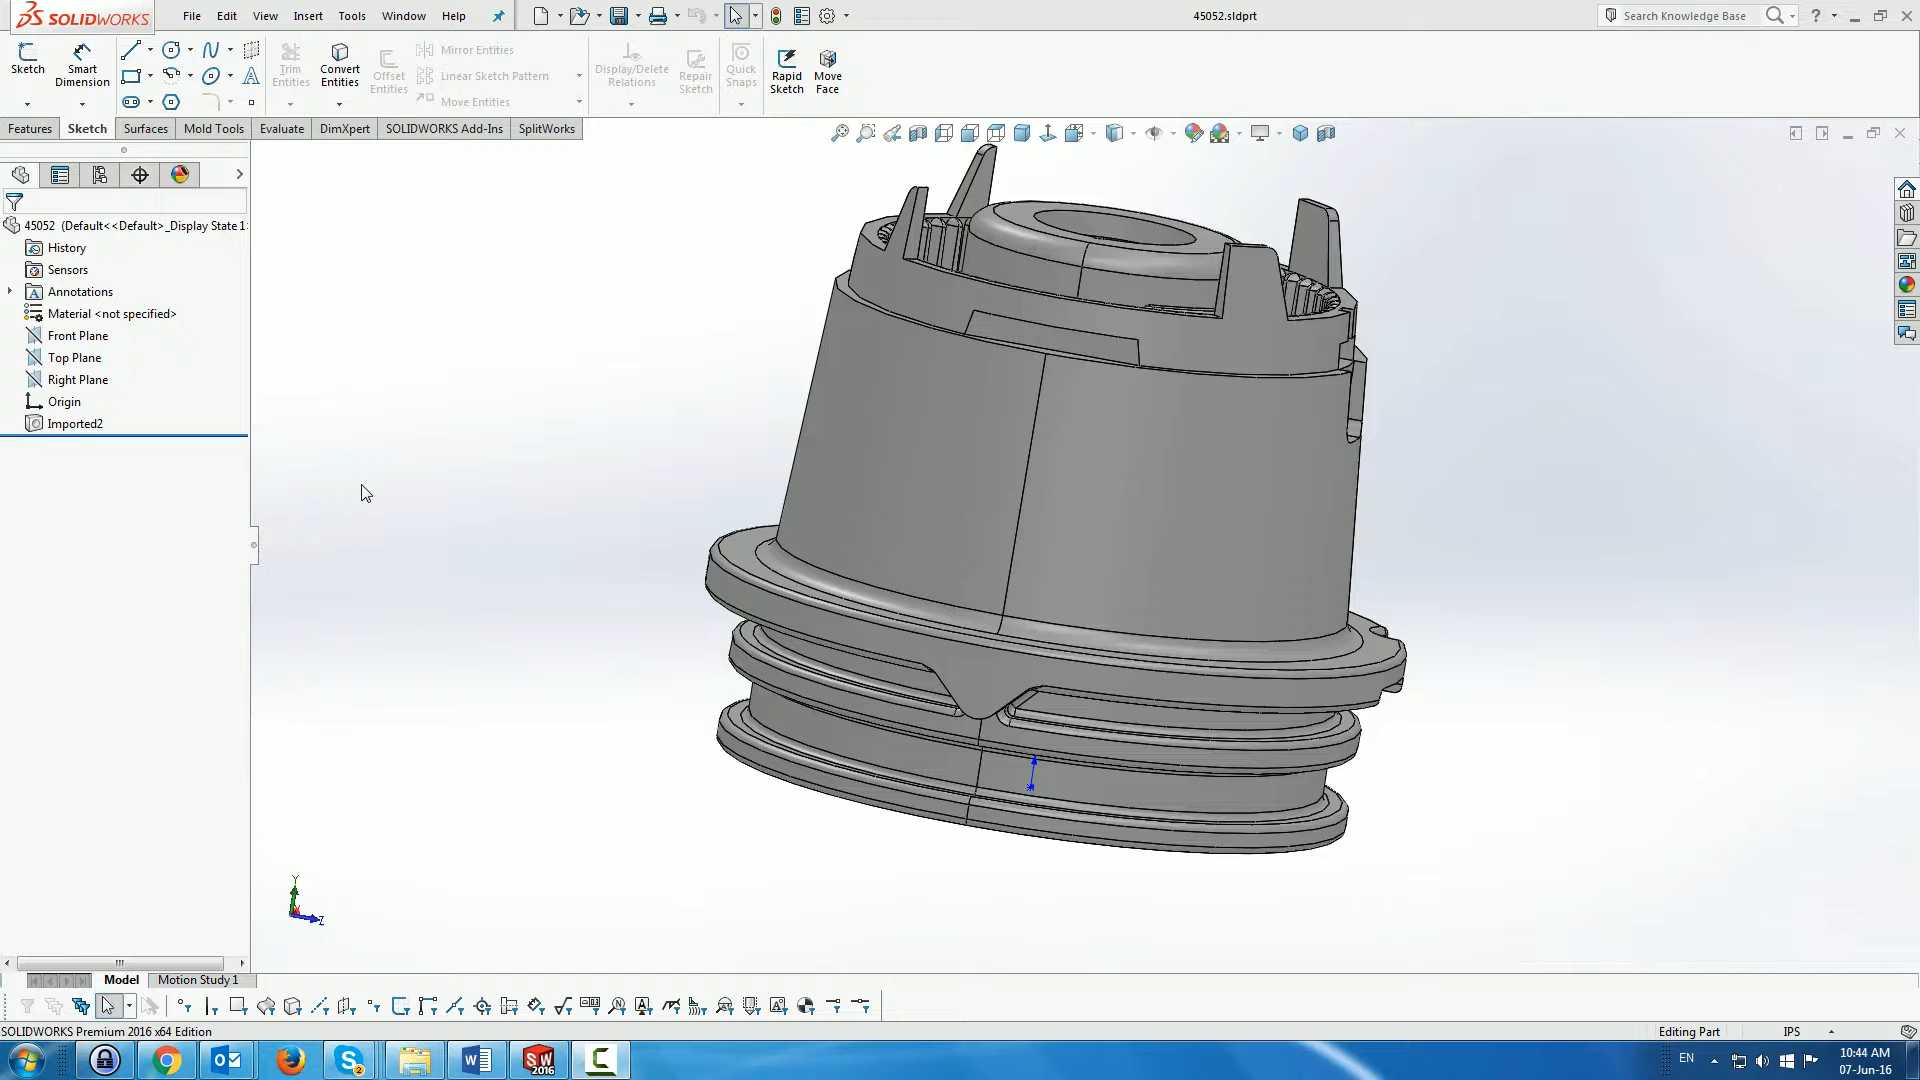 SOLIDWORKS
File Edit View Insert Tools Window Help
45052.sldprt
Search Knowledge Base
Sketch
Smart Dimension
Trim Entities
Convert Entities
Offset Entities
Mirror Entities
Linear Sketch Pattern
Move Entities
Display/Delete Relations
Repair Sketch
Quick Snaps
Rapid Sketch
Move Face
Features Sketch Surfaces Mold Tools Evaluate DimXpert SOLIDWORKS Add-Ins SplitWorks
45052 (Default<<Default>_Display State 1
History
Sensors
Annotations
Material <not specified>
Front Plane
Top Plane
Right Plane
Origin
Imported2
Y
Z
Model Motion Study 1
SOLIDWORKS Premium 2016 x64 Edition
Editing Part IPS
2
SW
2016
EN
10:44 AM
07-Jun-16